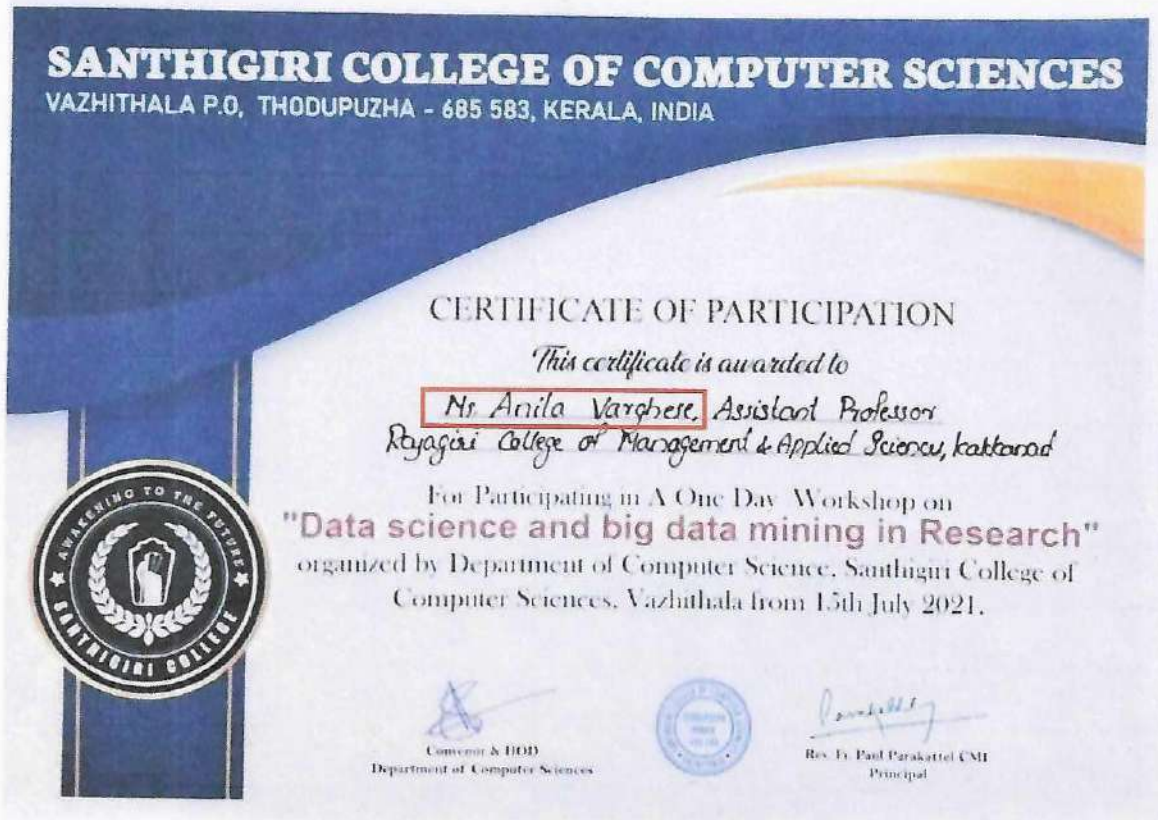 SANTHIGIRI COLLEGE OF COMPUTER SCIENCES
VAZHITHALA P.O, THODUPUZHA - 685 583, KERALA, INDIA
CERTIFICATE OF PARTICIPATION
This certificate is awarded to
Ms Anila Varghese, Assistant Professor
Rajagiri College of Management & Applied Science, kakkanad
For Participating in A One Day Workshop on
"Data science and big data mining in Research"
organized by Department of Computer Science, Santhigiri College of
Computer Sciences, Vazhithala from 15th July 2021.
AWAKENING TO THE FUTURE
SANTHIGIRI COLLEGE
Convenor & HOD
Department of Computer Sciences
Rev. Fr. Paul Parakattel CMI
Principal